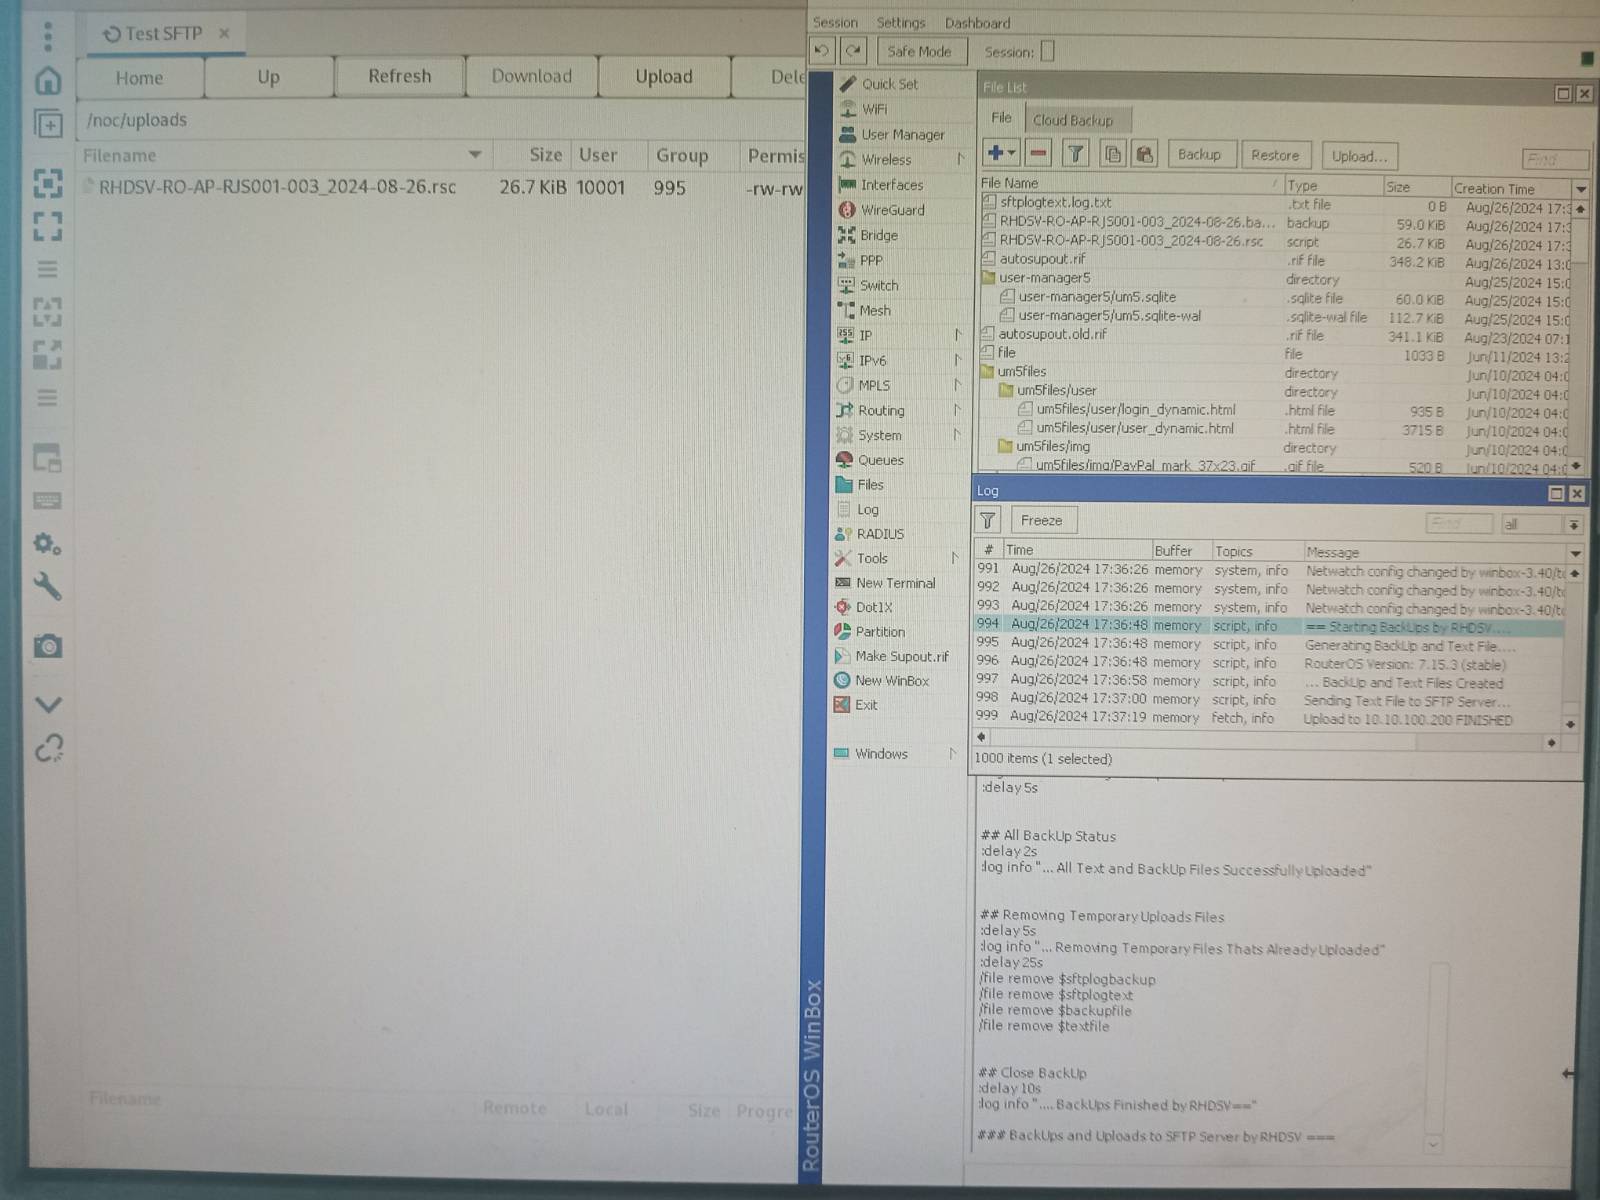 Test SFTP ×
Home Up Refresh Download Upload Dele
/noc/uploads
Filename Size User Group Permis
RHDSV-RO-AP-RJS001-003_2024-08-26.rsc 26.7 KiB 10001 995 -rw-rw
Filename Remote Local Size Progre
Session Settings Dashboard
Safe Mode Session:
RouterOS WinBox
Quick Set
WiFi
User Manager
Wireless
Interfaces
WireGuard
Bridge
PPP
Switch
Mesh
IP
IPv6
MPLS
Routing
System
Queues
Files
Log
RADIUS
Tools
New Terminal
Dot1X
Partition
Make Supout.rif
New WinBox
Exit
Windows
File List
File Cloud Backup
Backup Restore Upload... Find
File Name Type Size Creation Time
sftplogtext.log.txt .txt file 0 B Aug/26/2024 17:3
RHDSV-RO-AP-RJS001-003_2024-08-26.ba... backup 59.0 KiB Aug/26/2024 17:3
RHDSV-RO-AP-RJS001-003_2024-08-26.rsc script 26.7 KiB Aug/26/2024 17:3
autosupout.rif .rif file 348.2 KiB Aug/26/2024 13:0
user-manager5 directory Aug/25/2024 15:0
user-manager5/um5.sqlite .sqlite file 60.0 KiB Aug/25/2024 15:0
user-manager5/um5.sqlite-wal .sqlite-wal file 112.7 KiB Aug/25/2024 15:0
autosupout.old.rif .rif file 341.1 KiB Aug/23/2024 07:1
file file 1033 B Jun/11/2024 13:2
um5files directory Jun/10/2024 04:0
um5files/user directory Jun/10/2024 04:0
um5files/user/login_dynamic.html .html file 935 B Jun/10/2024 04:0
um5files/user/user_dynamic.html .html file 3715 B Jun/10/2024 04:0
um5files/img directory Jun/10/2024 04:0
um5files/img/PayPal_mark_37x23.gif .gif file 520 B Jun/10/2024 04:0
Log
Freeze Find all
# Time Buffer Topics Message
991 Aug/26/2024 17:36:26 memory system, info Netwatch config changed by winbox-3.40/t
992 Aug/26/2024 17:36:26 memory system, info Netwatch config changed by winbox-3.40/t
993 Aug/26/2024 17:36:26 memory system, info Netwatch config changed by winbox-3.40/t
994 Aug/26/2024 17:36:48 memory script, info == Starting BackUps by RHDSV....
995 Aug/26/2024 17:36:48 memory script, info Generating BackUp and Text File....
996 Aug/26/2024 17:36:48 memory script, info RouterOS Version: 7.15.3 (stable)
997 Aug/26/2024 17:36:58 memory script, info ... BackUp and Text Files Created
998 Aug/26/2024 17:37:00 memory script, info Sending Text File to SFTP Server...
999 Aug/26/2024 17:37:19 memory fetch, info Upload to 10.10.100.200 FINISHED
1000 items (1 selected)
:delay 5s
## All BackUp Status
:delay 2s
:log info "... All Text and BackUp Files Successfully Uploaded"
## Removing Temporary Uploads Files
:delay 5s
:log info "... Removing Temporary Files Thats Already Uploaded"
:delay 25s
/file remove $sftplogbackup
/file remove $sftplogtext
/file remove $backupfile
/file remove $textfile
## Close BackUp
:delay 10s
:log info ".... BackUps Finished by RHDSV=="
### BackUps and Uploads to SFTP Server by RHDSV ===